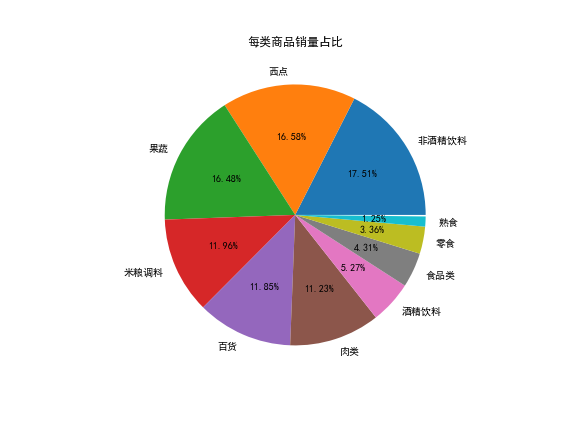 每类商品销量占比
西点
非酒精饮料
16.58%
17.51%
果蔬
16.48%
1.25%
熟食
3.36%
零食
11.96%
4.31%
米粮调料
5.27%
食品类
11.85%
11.23%
酒精饮料
百货
肉类